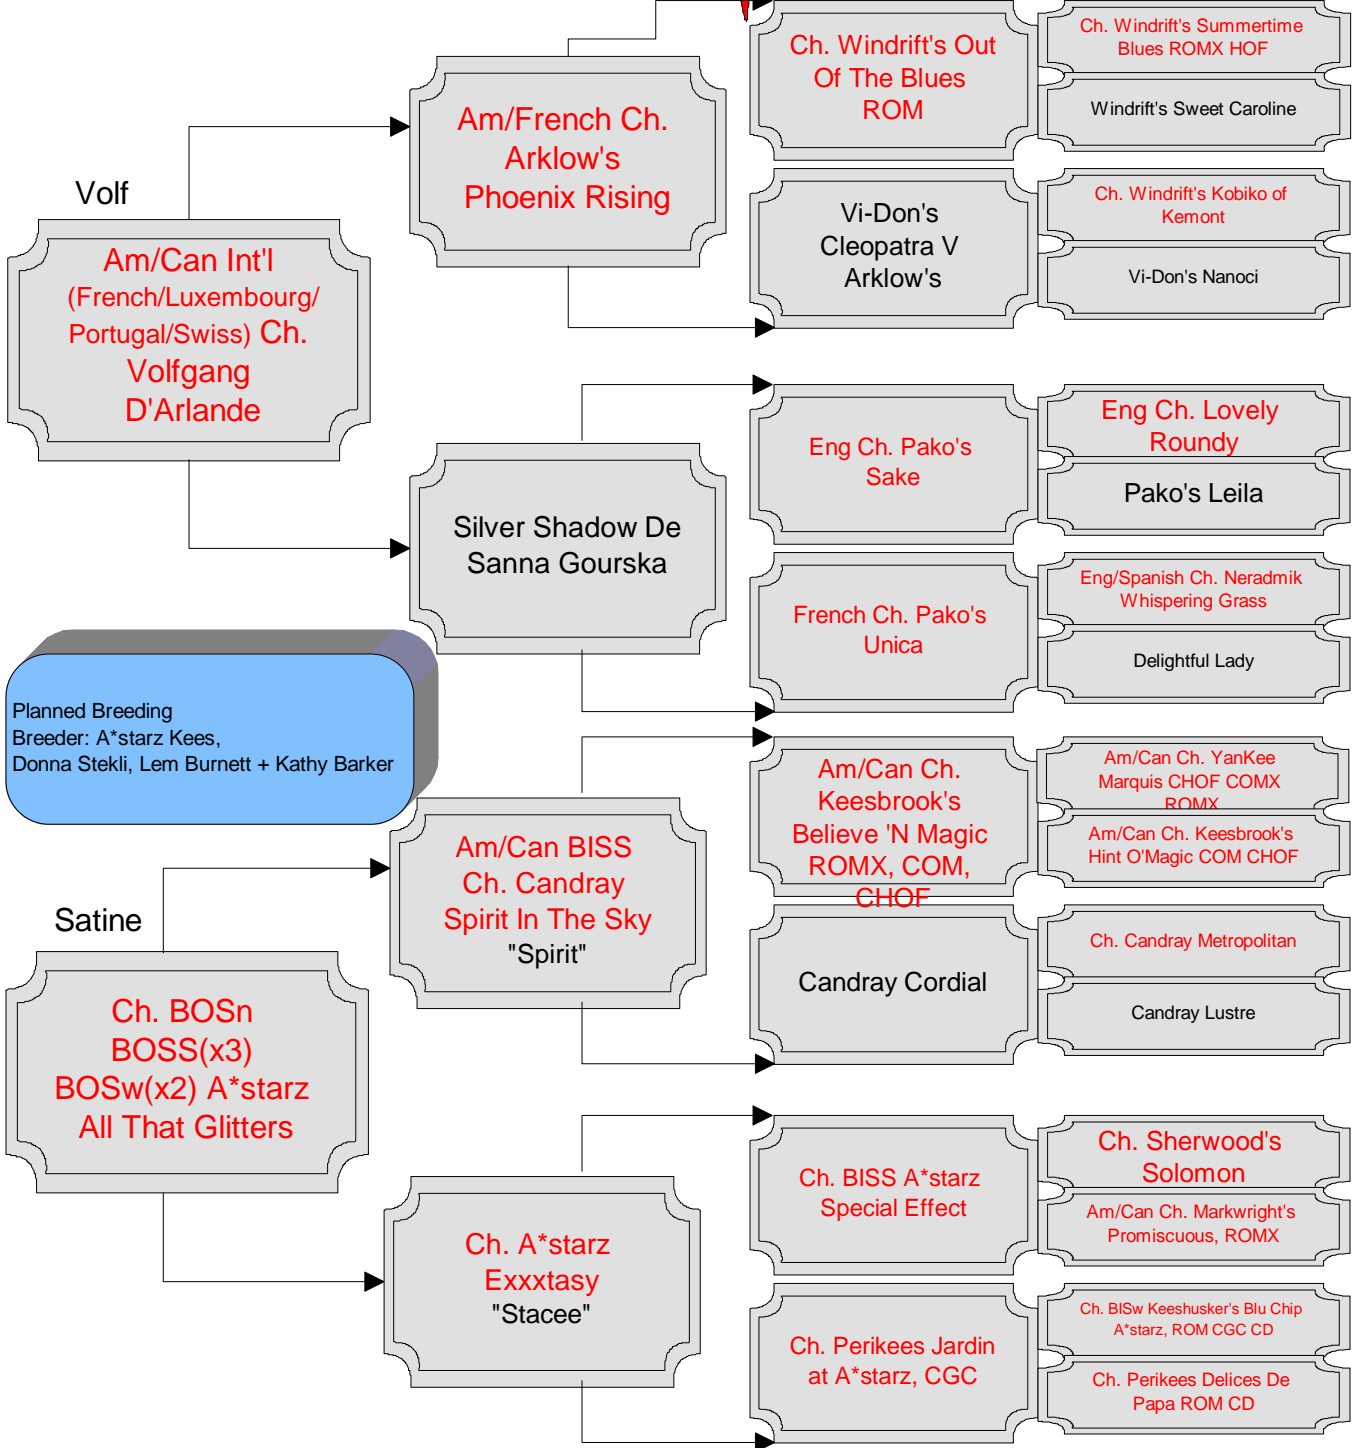 Volf
Am/Can Int'l
(French/Luxembourg/
Portugal/Swiss) Ch.
Volfgang
D'Arlande
Am/French Ch.
Arklow's
Phoenix Rising
Ch. Windrift's Out
Of The Blues
ROM
Ch. Windrift's Summertime
Blues ROMX HOF
Windrift's Sweet Caroline
Vi-Don's
Cleopatra V
Arklow's
Ch. Windrift's Kobiko of
Kemont
Vi-Don's Nanoci
Silver Shadow De
Sanna Gourska
Eng Ch. Pako's
Sake
Eng Ch. Lovely
Roundy
Pako's Leila
French Ch. Pako's
Unica
Eng/Spanish Ch. Neradmik
Whispering Grass
Delightful Lady
Planned Breeding
Breeder: A*starz Kees,
Donna Stekli, Lem Burnett + Kathy Barker
Satine
Ch. BOSn
BOSS(x3)
BOSw(x2) A*starz
All That Glitters
Am/Can BISS
Ch. Candray
Spirit In The Sky
"Spirit"
Am/Can Ch.
Keesbrook's
Believe 'N Magic
ROMX, COM,
CHOF
Am/Can Ch. YanKee
Marquis CHOF COMX
ROMX
Am/Can Ch. Keesbrook's
Hint O'Magic COM CHOF
Candray Cordial
Ch. Candray Metropolitan
Candray Lustre
Ch. A*starz
Exxxtasy
"Stacee"
Ch. BISS A*starz
Special Effect
Ch. Sherwood's
Solomon
Am/Can Ch. Markwright's
Promiscuous, ROMX
Ch. Perikees Jardin
at A*starz, CGC
Ch. BISw Keeshusker's Blu Chip
A*starz, ROM CGC CD
Ch. Perikees Delices De
Papa ROM CD